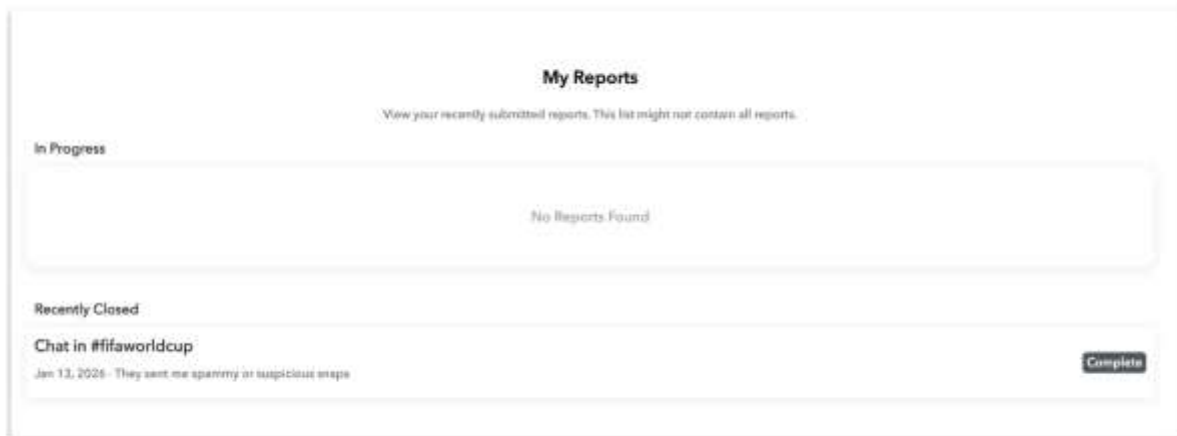 My Reports
View your recently submitted reports. This list might not contain all reports.
In Progress
No Reports Found
Recently Closed
Chat in #fifaworldcup
Complete
Jan 13, 2026 - They sent me spammy or suspicious snaps